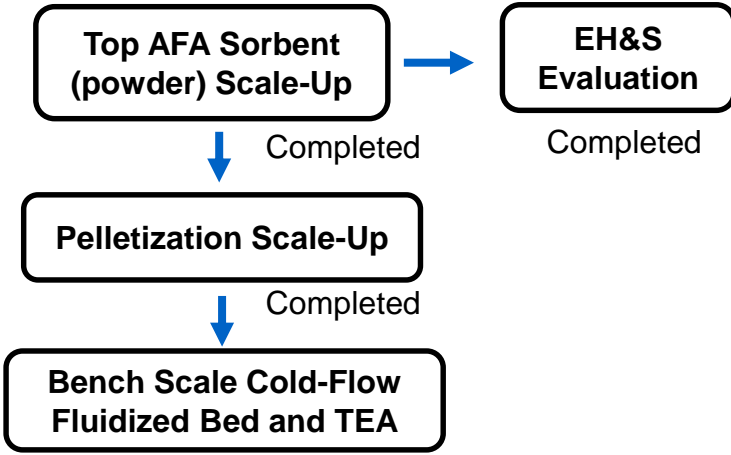 Top AFA Sorbent
(powder) Scale-Up
EH&S
Evaluation
Completed
Completed
Pelletization Scale-Up
Completed
Bench Scale Cold-Flow
Fluidized Bed and TEA